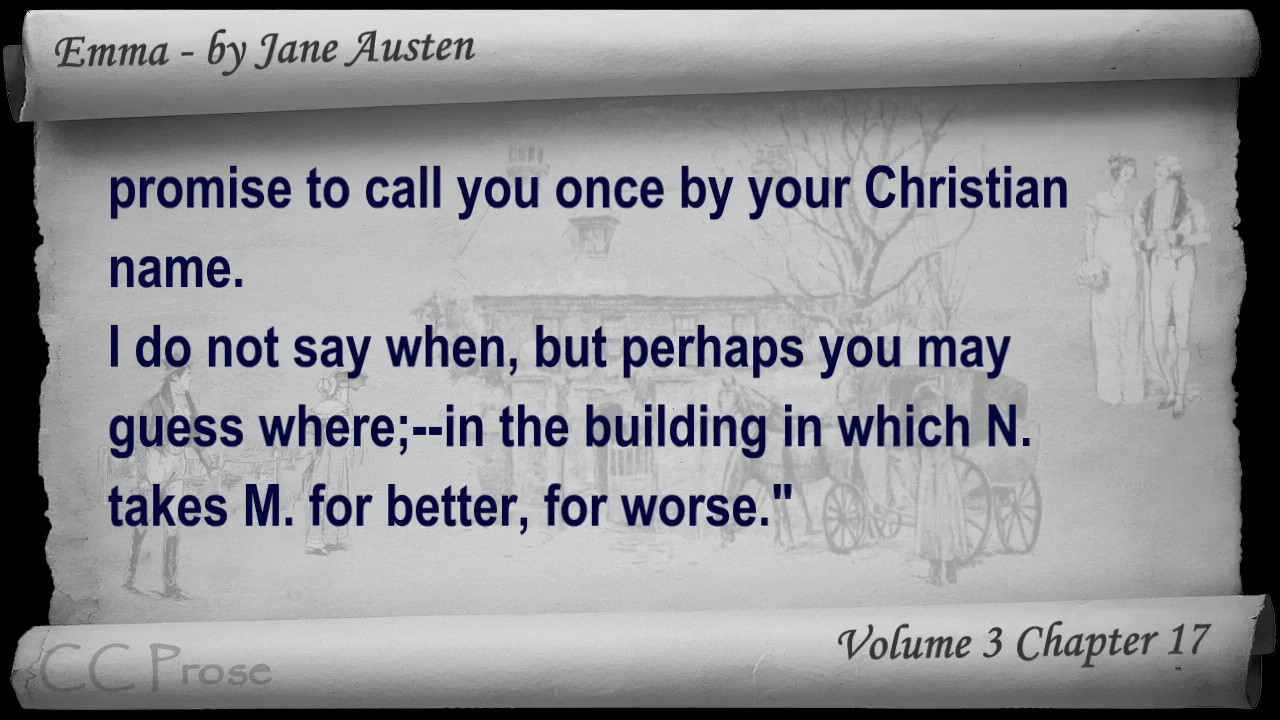 Emma - by Jane Austen
promise to call you once by your Christian
name.
I do not say when, but perhaps you may
guess where;--in the building in which N.
takes M. for better, for worse."
Volume 3 Chapter 17
CC Prose